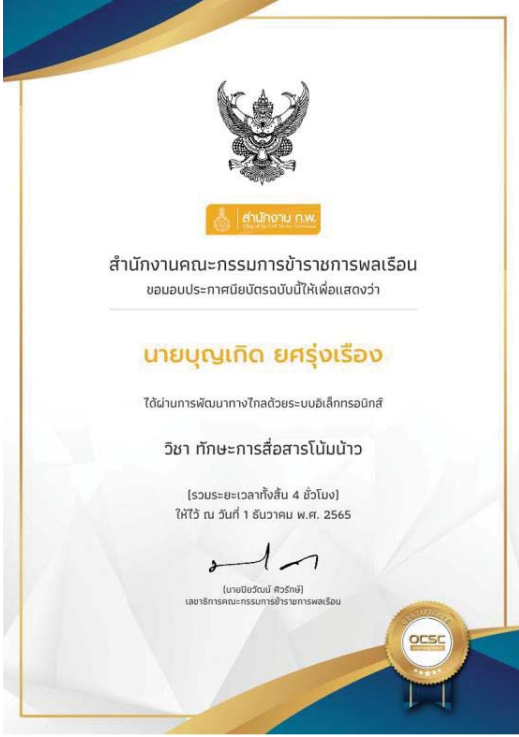 สำนักงาน ก.พ.
สำนักงานคณะกรรมการข้าราชการพลเรือน
ขอมอบประกาศนียบัตรฉบับนี้ให้เพื่อแสดงว่า
นายบุญเกิด ยศรุ่งเรือง
ได้ผ่านการพัฒนาทางไกลด้วยระบบอิเล็กทรอนิกส์
วิชา ทักษะการสื่อสารโน้มน้าว
(รวมระยะเวลาทั้งสิ้น 4 ชั่วโมง)
ให้ไว้ ณ วันที่ 1 ธันวาคม พ.ศ. 2565
(นายปิยวัฒน์ ศิวรักษ์)
เลขาธิการคณะกรรมการข้าราชการพลเรือน
CERTIFICATE
OCSC